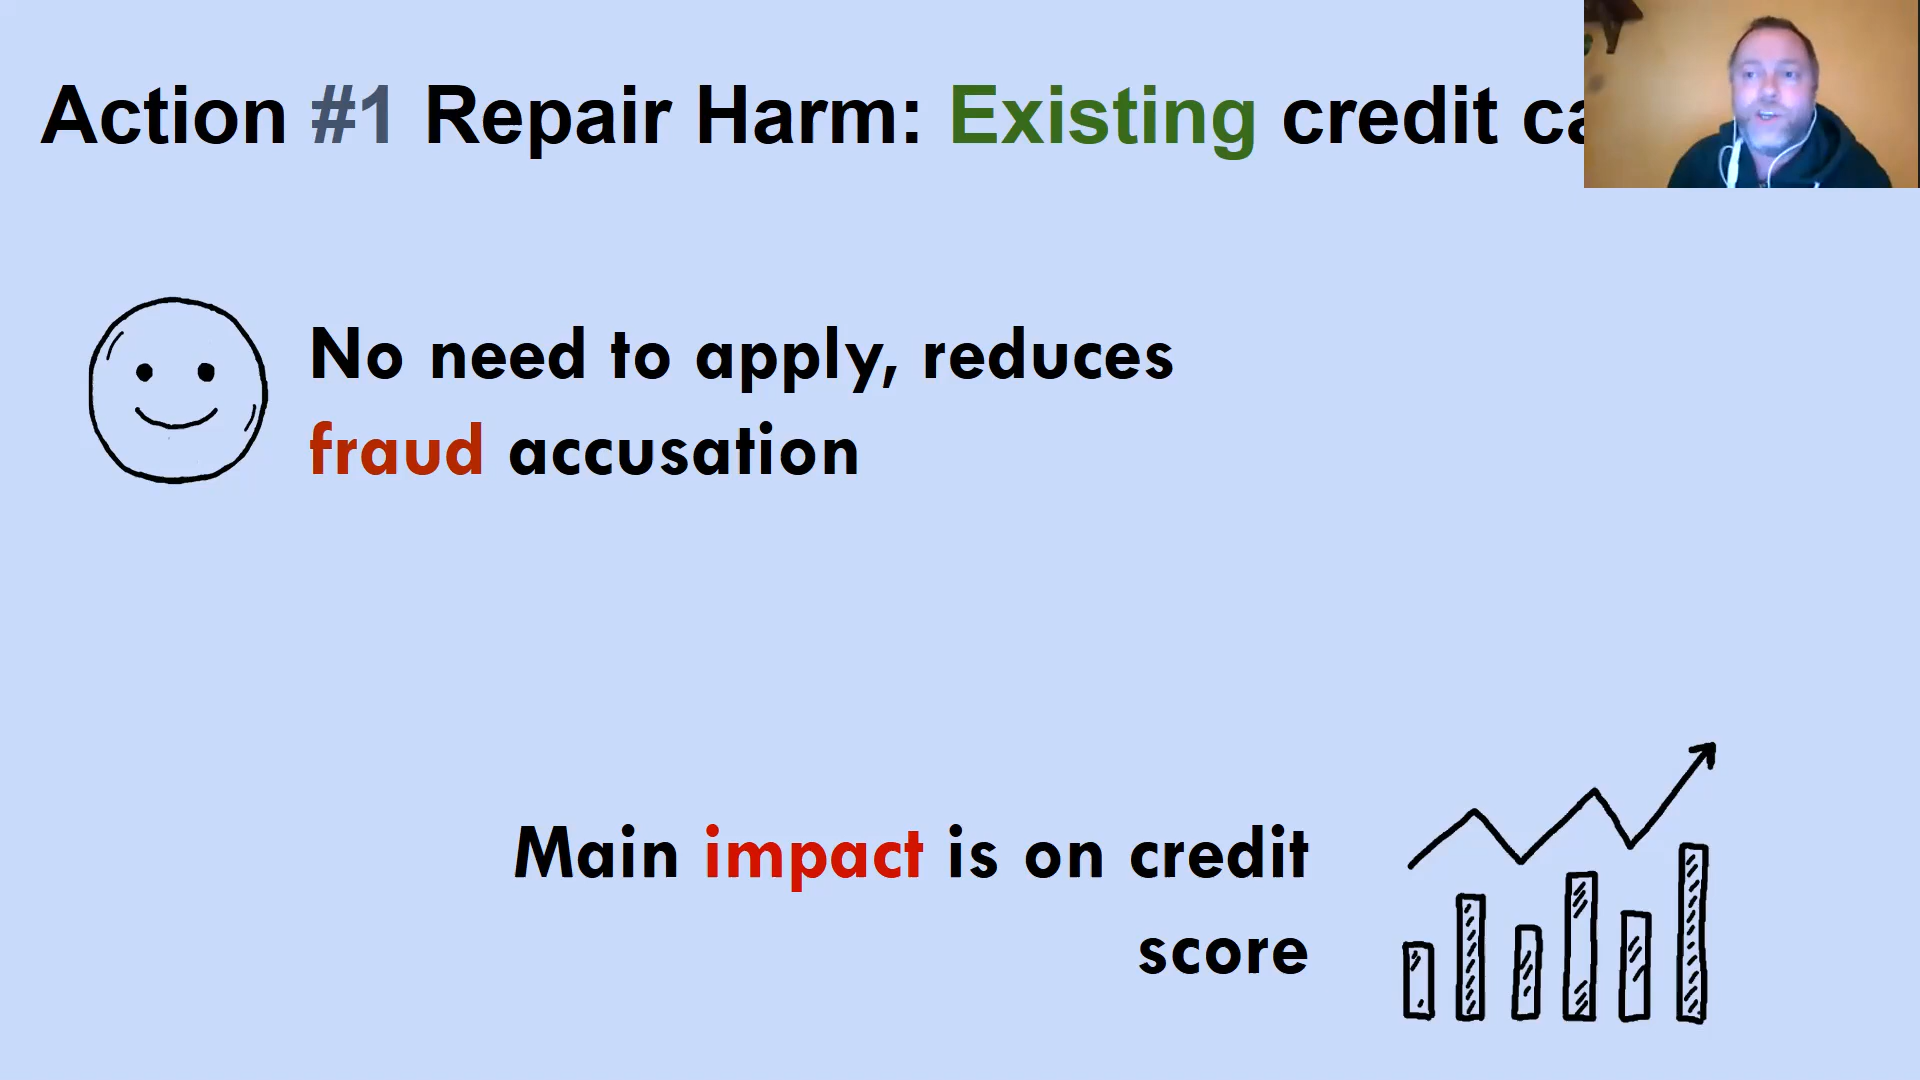 Action #1 Repair Harm: Existing credit
No need to apply, reduces
fraud accusation
Main impact is on credit
score